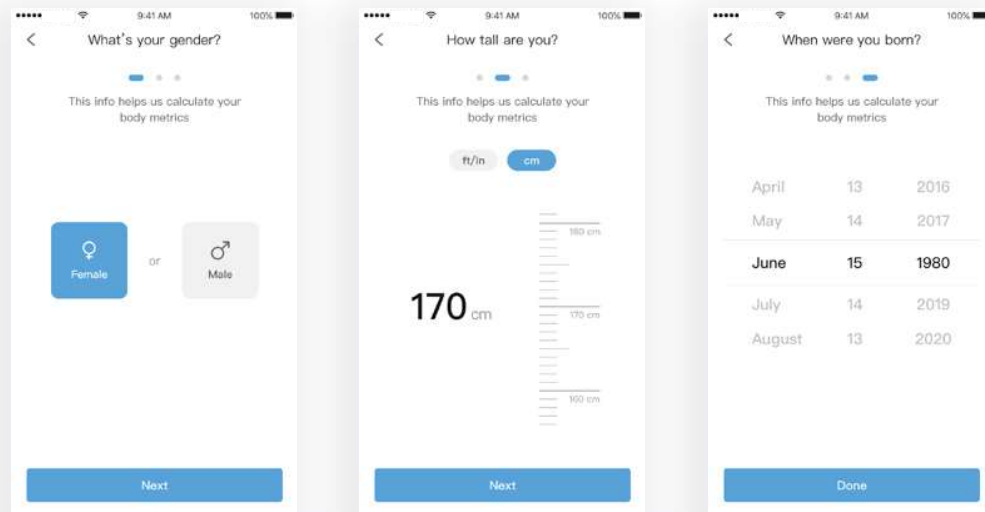 9:41 AM 100%
What's your gender?
This info helps us calculate your
body metrics
Female
or
Male
Next
9:41 AM 100%
How tall are you?
This info helps us calculate your
body metrics
ft/in cm
180 cm
170 cm
170 cm
160 cm
Next
9:41 AM 100%
When were you born?
This info helps us calculate your
body metrics
April 13 2016
May 14 2017
June 15 1980
July 14 2019
August 13 2020
Done